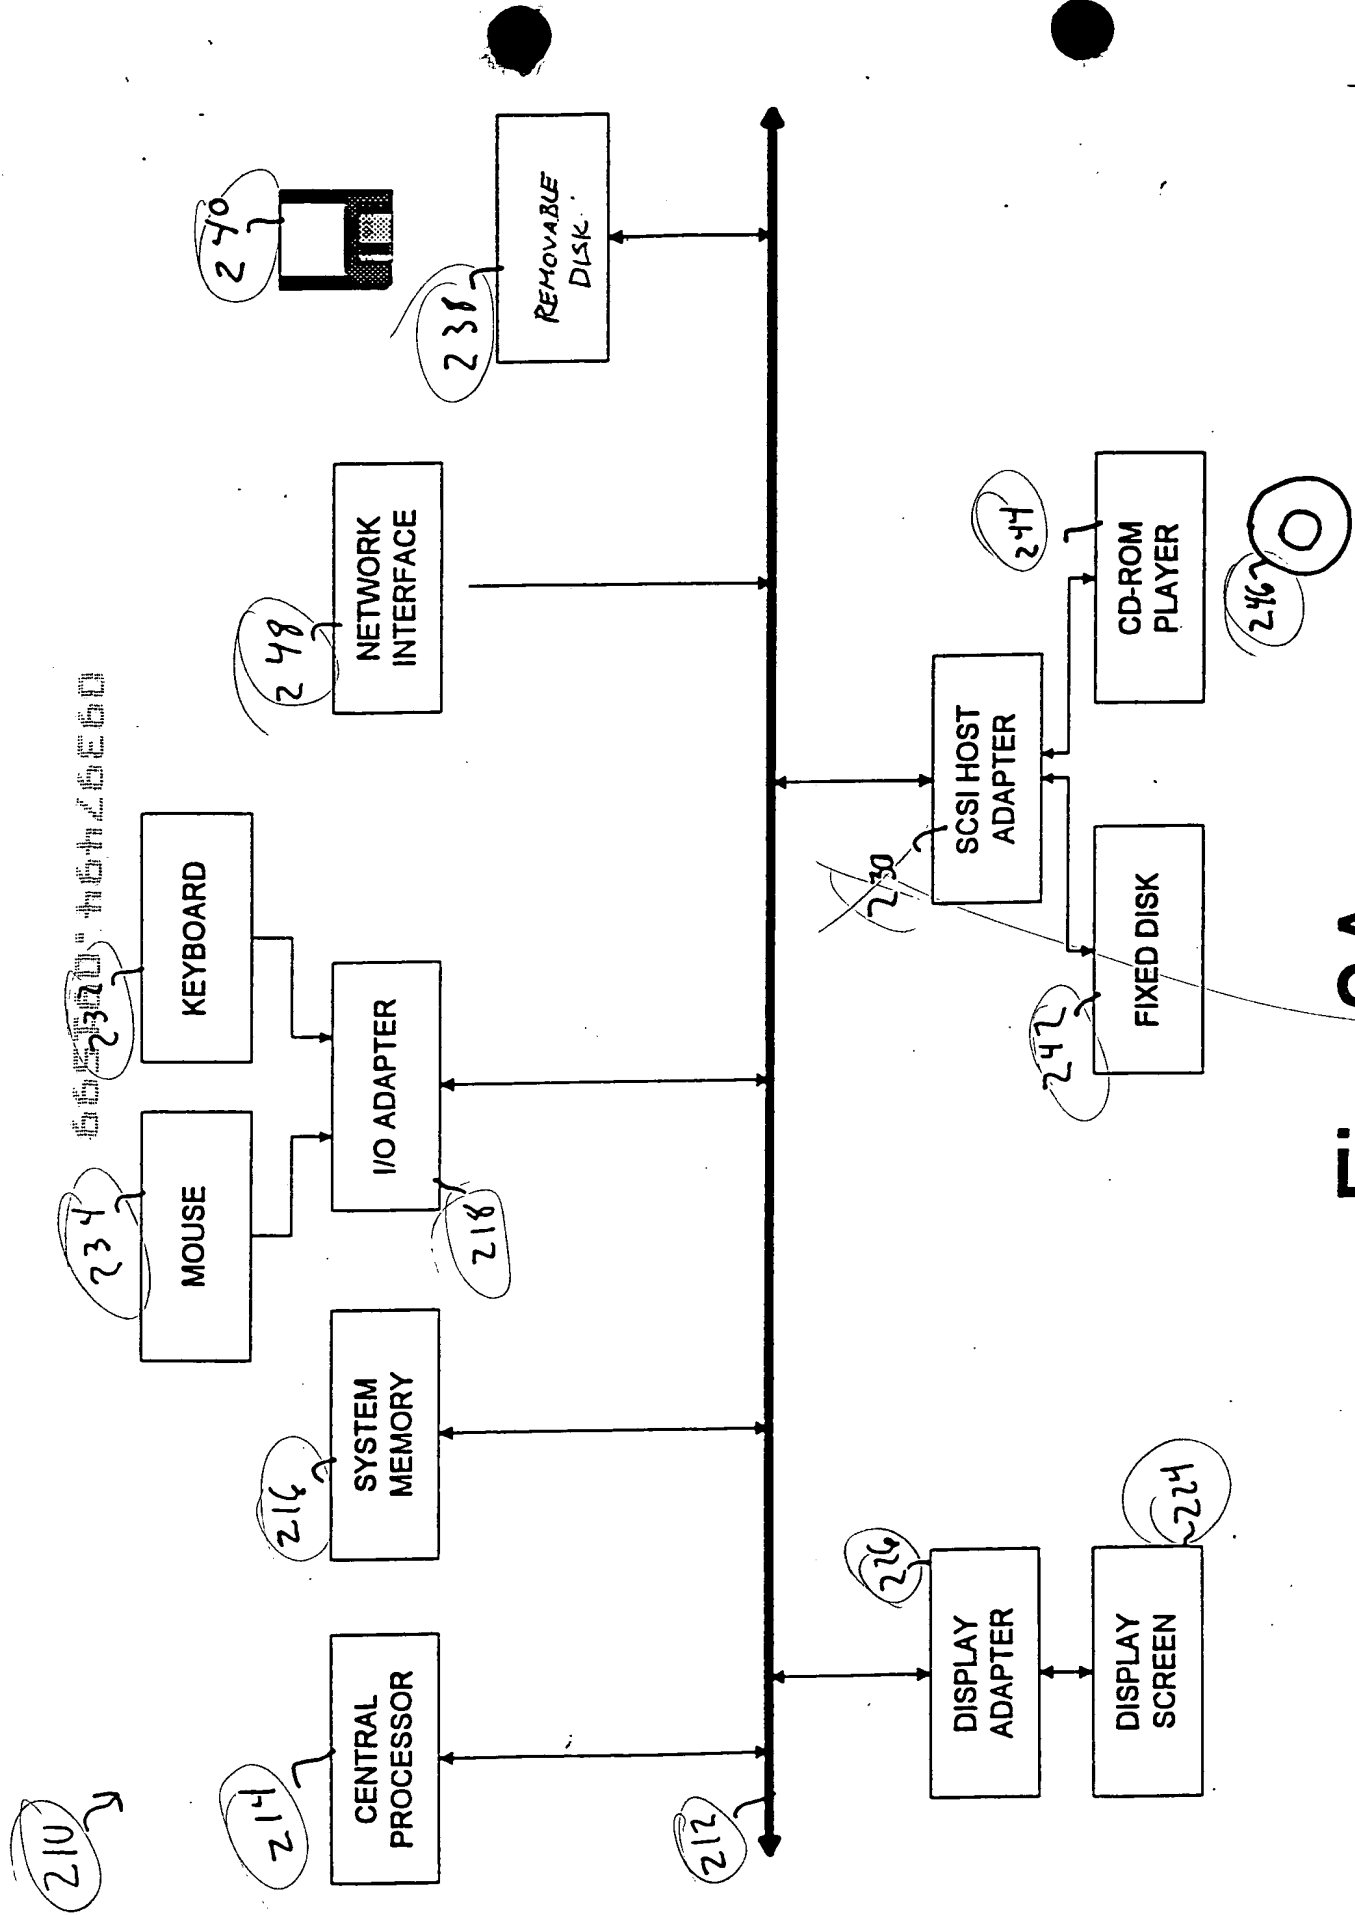 210
234
MOUSE
232
KEYBOARD
240
214
CENTRAL
PROCESSOR
216
SYSTEM
MEMORY
218
I/O ADAPTER
248
NETWORK
INTERFACE
238
REMOVABLE
DISK
212
226
DISPLAY
ADAPTER
230
SCSI HOST
ADAPTER
244
224
DISPLAY
SCREEN
242
FIXED DISK
CD-ROM
PLAYER
246